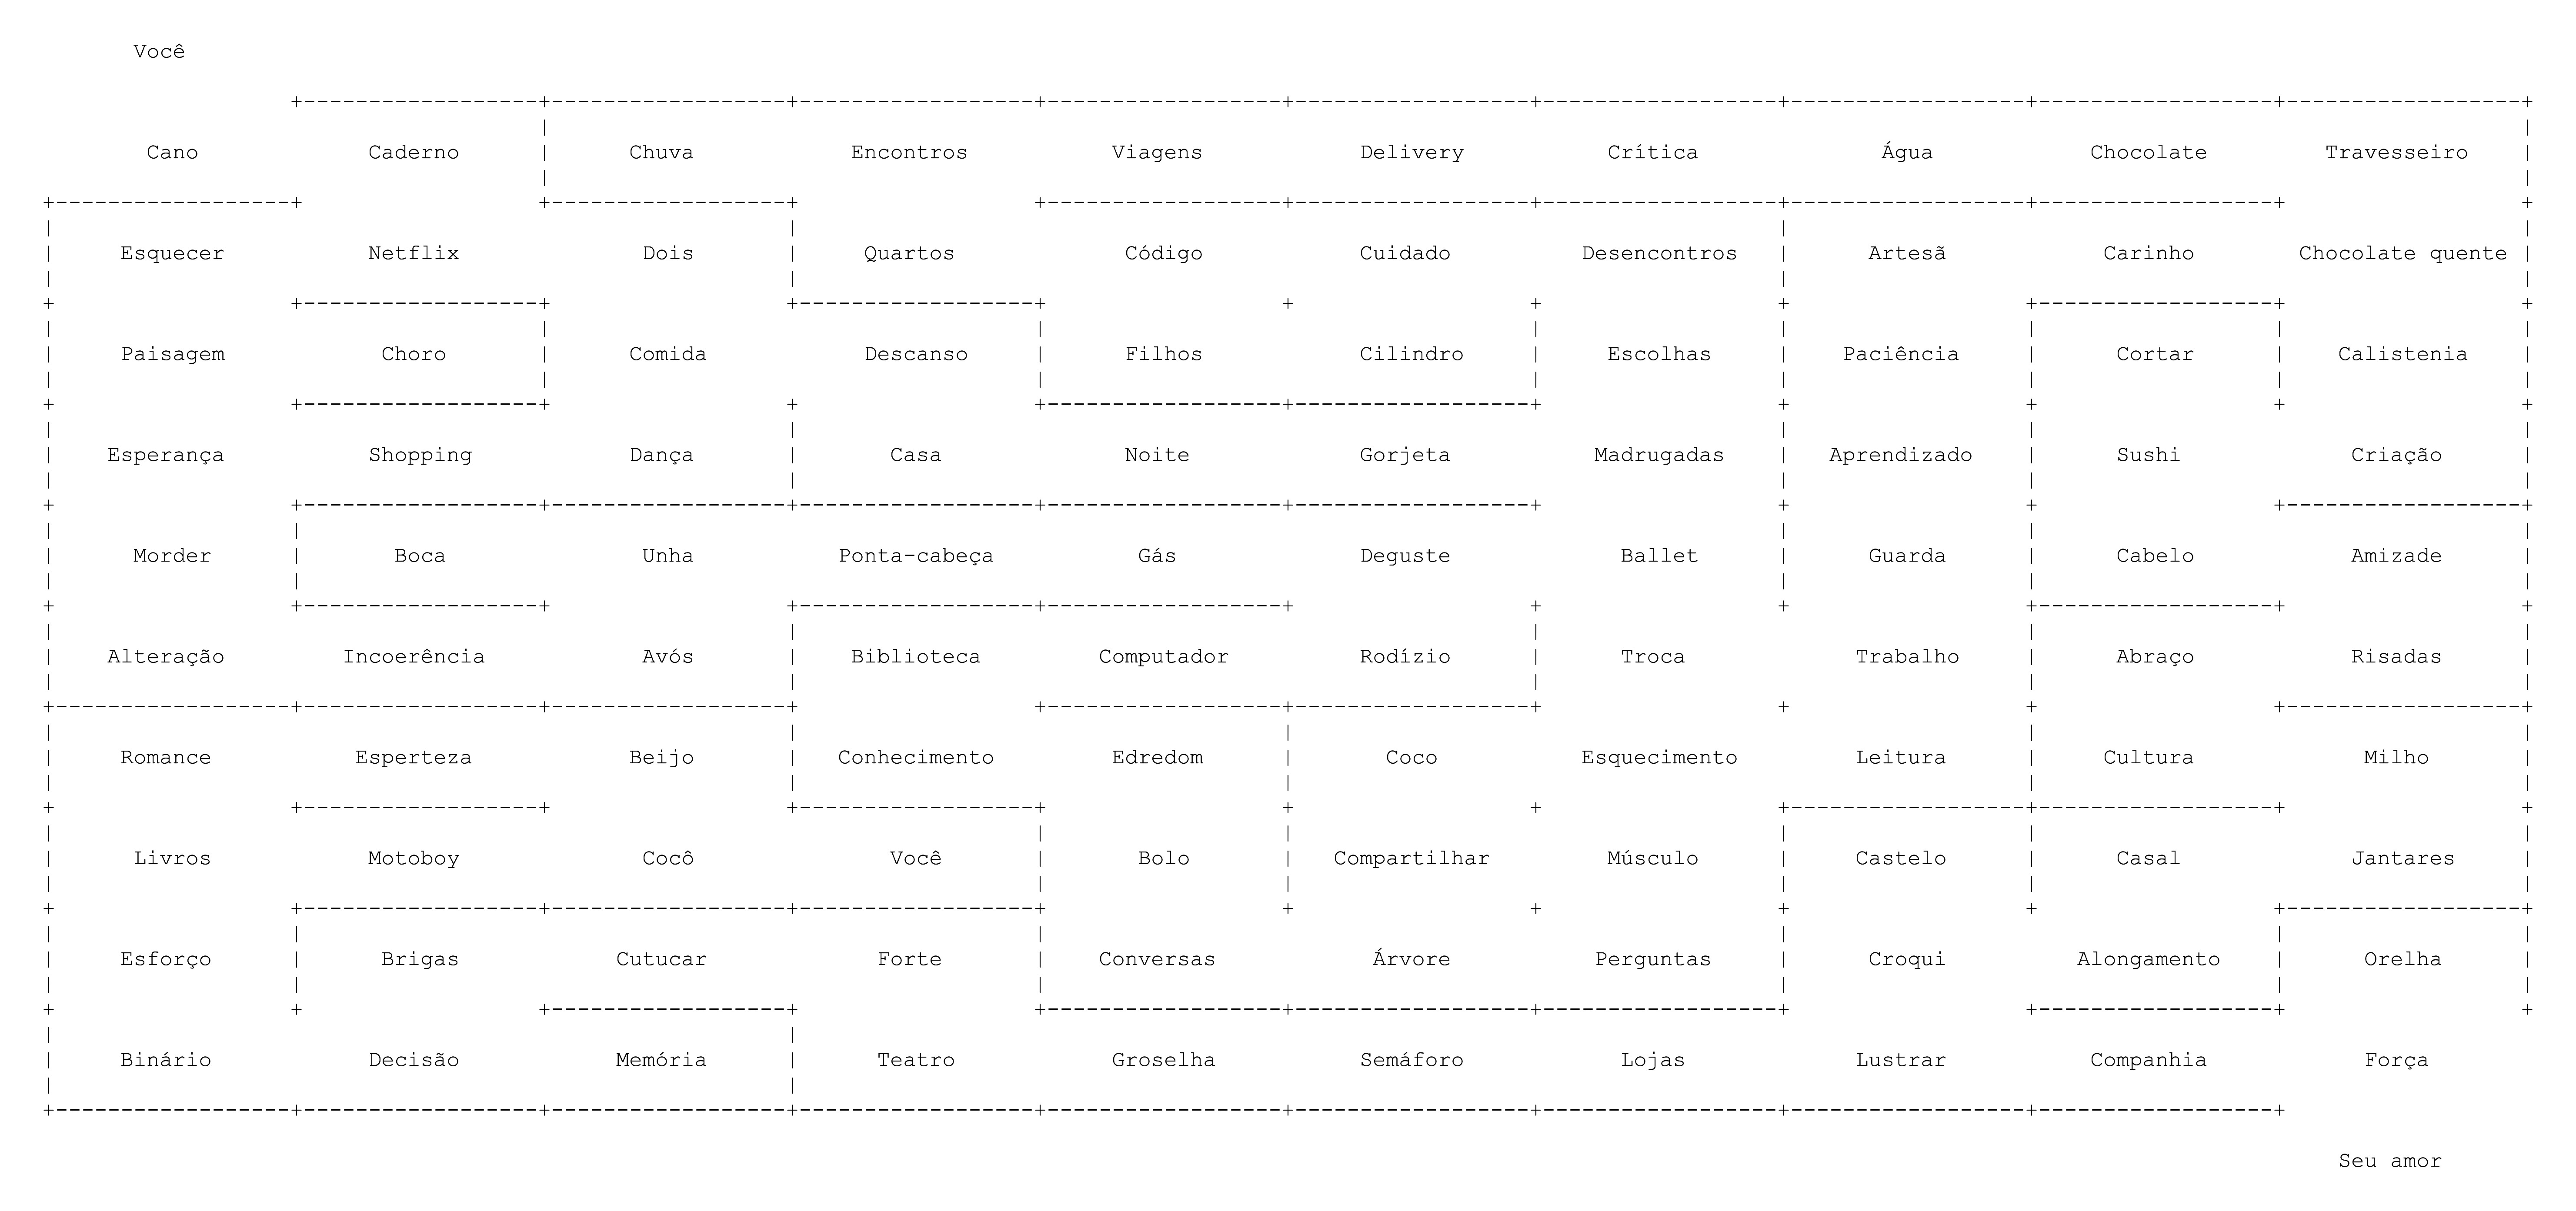 Você
Cano Caderno Chuva Encontros Viagens Delivery Crítica Água Chocolate Travesseiro
Esquecer Netflix Dois Quartos Código Cuidado Desencontros Artesã Carinho Chocolate quente
Paisagem Choro Comida Descanso Filhos Cilindro Escolhas Paciência Cortar Calistenia
Esperança Shopping Dança Casa Noite Gorjeta Madrugadas Aprendizado Sushi Criação
Morder Boca Unha Ponta-cabeça Gás Deguste Ballet Guarda Cabelo Amizade
Alteração Incoerência Avós Biblioteca Computador Rodízio Troca Trabalho Abraço Risadas
Romance Esperteza Beijo Conhecimento Edredom Coco Esquecimento Leitura Cultura Milho
Livros Motoboy Cocô Você Bolo Compartilhar Músculo Castelo Casal Jantares
Esforço Brigas Cutucar Forte Conversas Árvore Perguntas Croqui Alongamento Orelha
Binário Decisão Memória Teatro Groselha Semáforo Lojas Lustrar Companhia Força
Seu amor